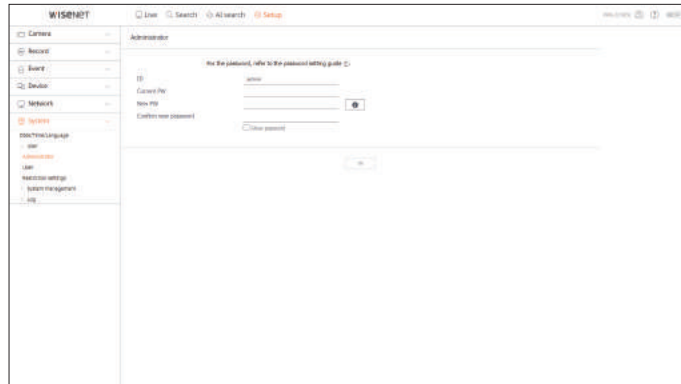 WISENET
Live Search AI search Setup
Camera
Record
Event
Device
Network
System
Date/Time/Language
User
Administrator
User
Restriction settings
System management
Log
Administrator
For the password, refer to the password setting guide
ID admin
Current PW
New PW
Confirm new password
Show password